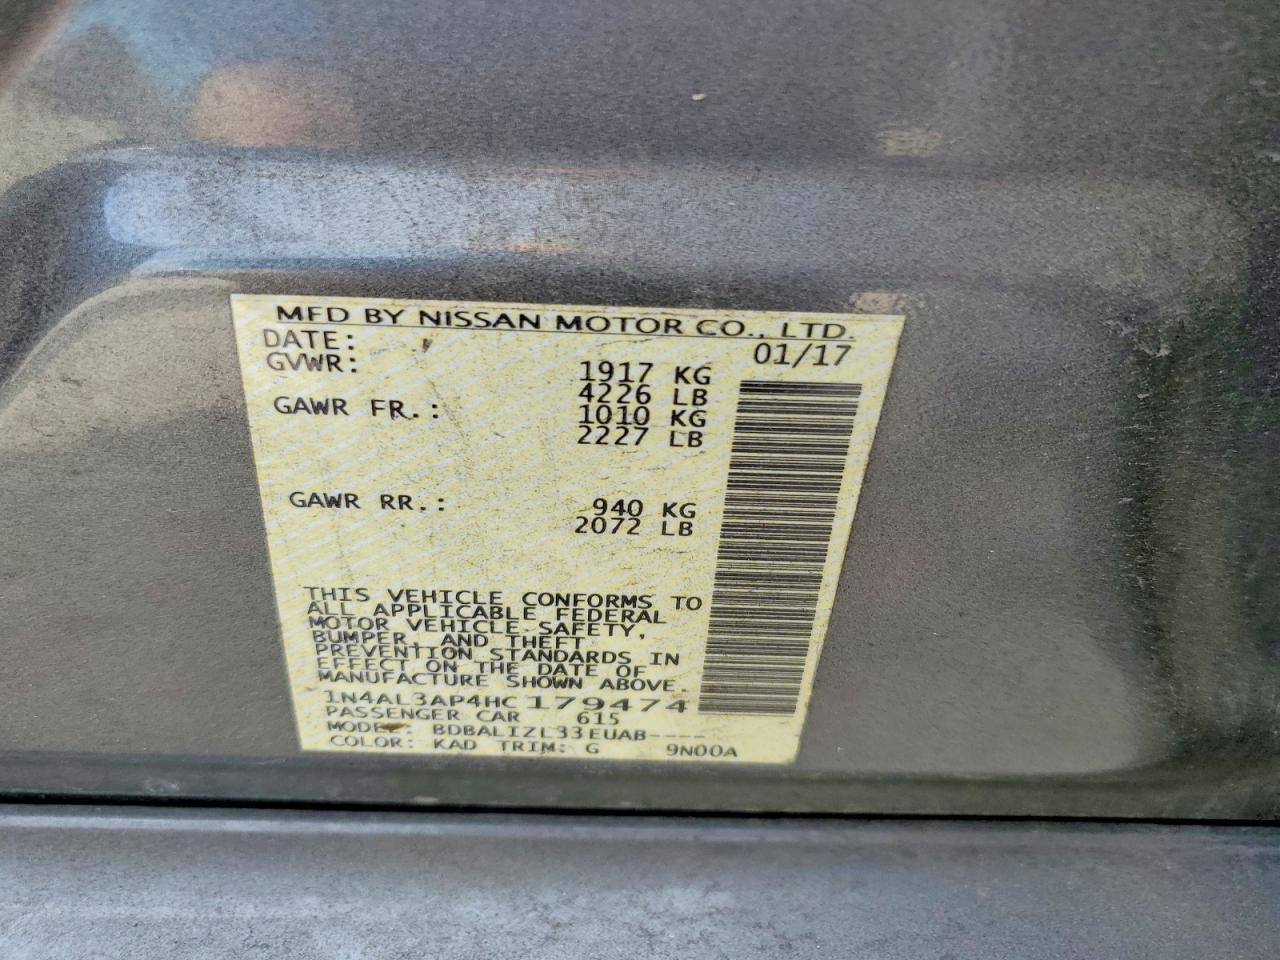 MFD BY NISSAN MOTOR CO., LTD.
DATE: 01/17
GVWR: 1917 KG
4226 LB
GAWR FR.: 1010 KG
2227 LB
GAWR RR.: 940 KG
2072 LB
THIS VEHICLE CONFORMS TO
ALL APPLICABLE FEDERAL
MOTOR VEHICLE SAFETY,
BUMPER, AND THEFT
PREVENTION STANDARDS IN
EFFECT ON THE DATE OF
MANUFACTURE SHOWN ABOVE
1N4AL3AP4HC179474
PASSENGER CAR 615
MODEL: BDBALIZL33EUAB----
COLOR: KAD TRIM: G 9N00A